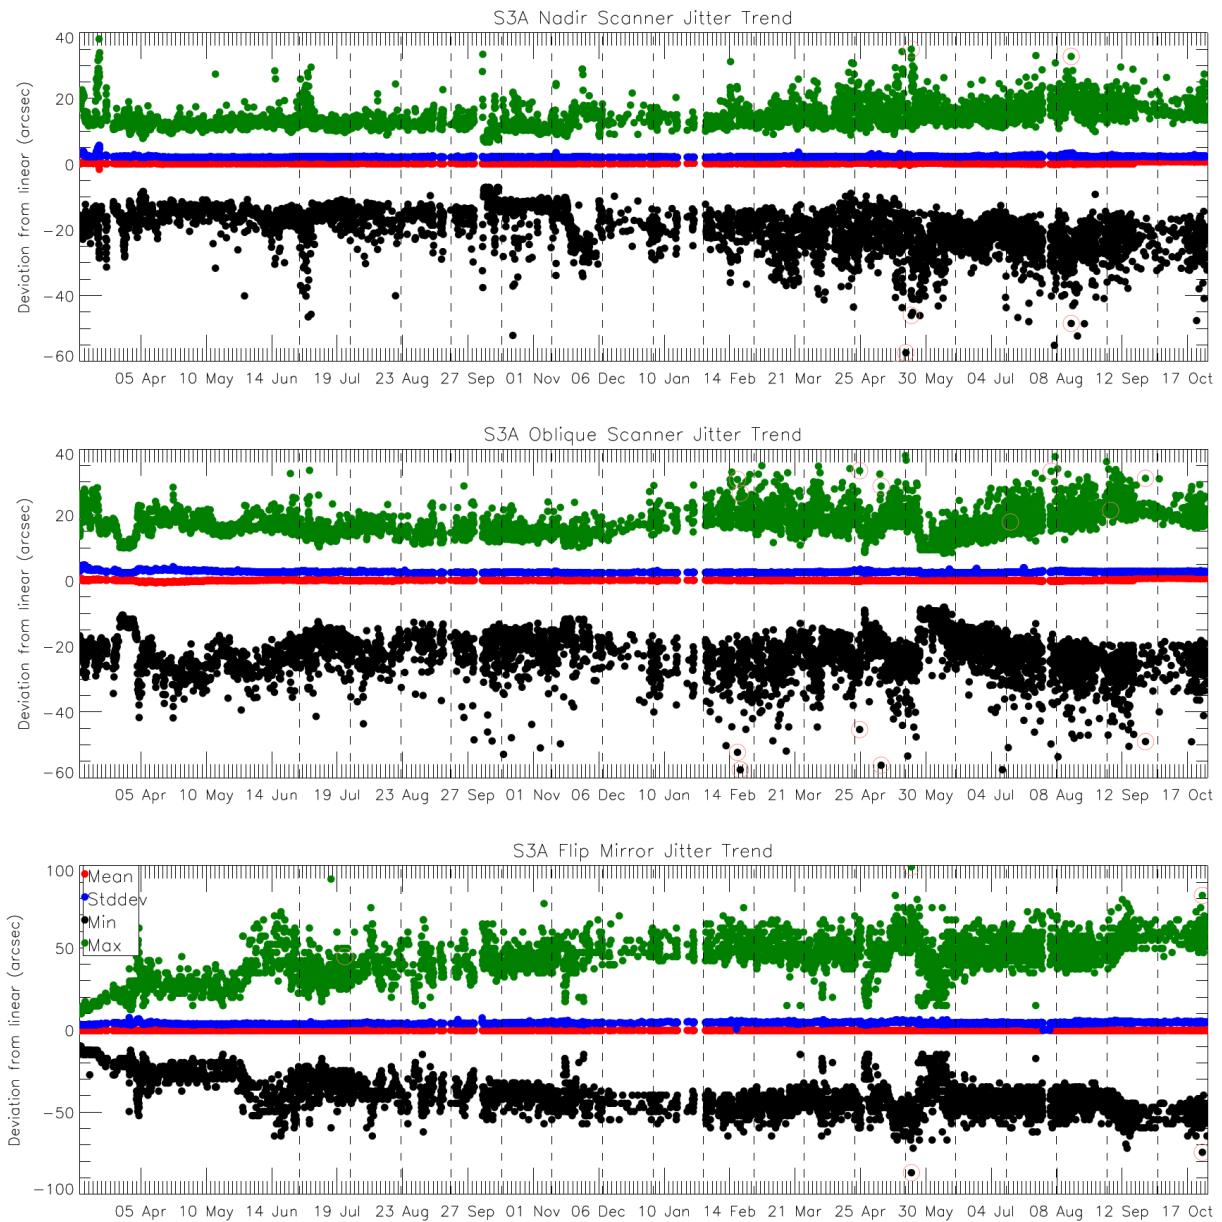 S3A Nadir Scanner Jitter Trend
Deviation from linear (arcsec)
40
20
0
-20
-40
-60
05 Apr 10 May 14 Jun 19 Jul 23 Aug 27 Sep 01 Nov 06 Dec 10 Jan 14 Feb 21 Mar 25 Apr 30 May 04 Jul 08 Aug 12 Sep 17 Oct
S3A Oblique Scanner Jitter Trend
Deviation from linear (arcsec)
40
20
0
-20
-40
-60
05 Apr 10 May 14 Jun 19 Jul 23 Aug 27 Sep 01 Nov 06 Dec 10 Jan 14 Feb 21 Mar 25 Apr 30 May 04 Jul 08 Aug 12 Sep 17 Oct
S3A Flip Mirror Jitter Trend
Deviation from linear (arcsec)
100
50
0
-50
-100
Mean
Stddev
Min
Max
05 Apr 10 May 14 Jun 19 Jul 23 Aug 27 Sep 01 Nov 06 Dec 10 Jan 14 Feb 21 Mar 25 Apr 30 May 04 Jul 08 Aug 12 Sep 17 Oct